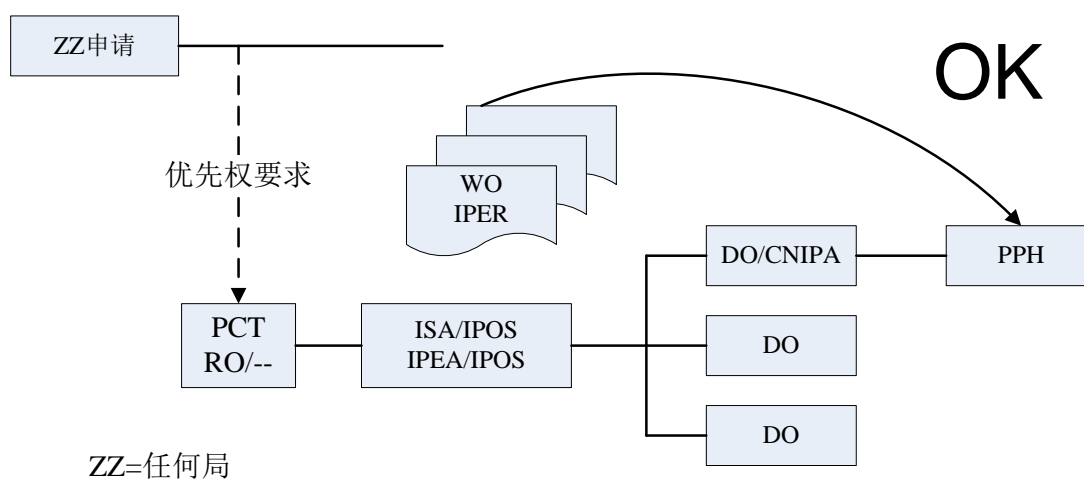 ZZ申请
OK
优先权要求
WO
IPER
DO/CNIPA
PPH
PCT
RO/--
ISA/IPOS
IPEA/IPOS
DO
DO
ZZ=任何局